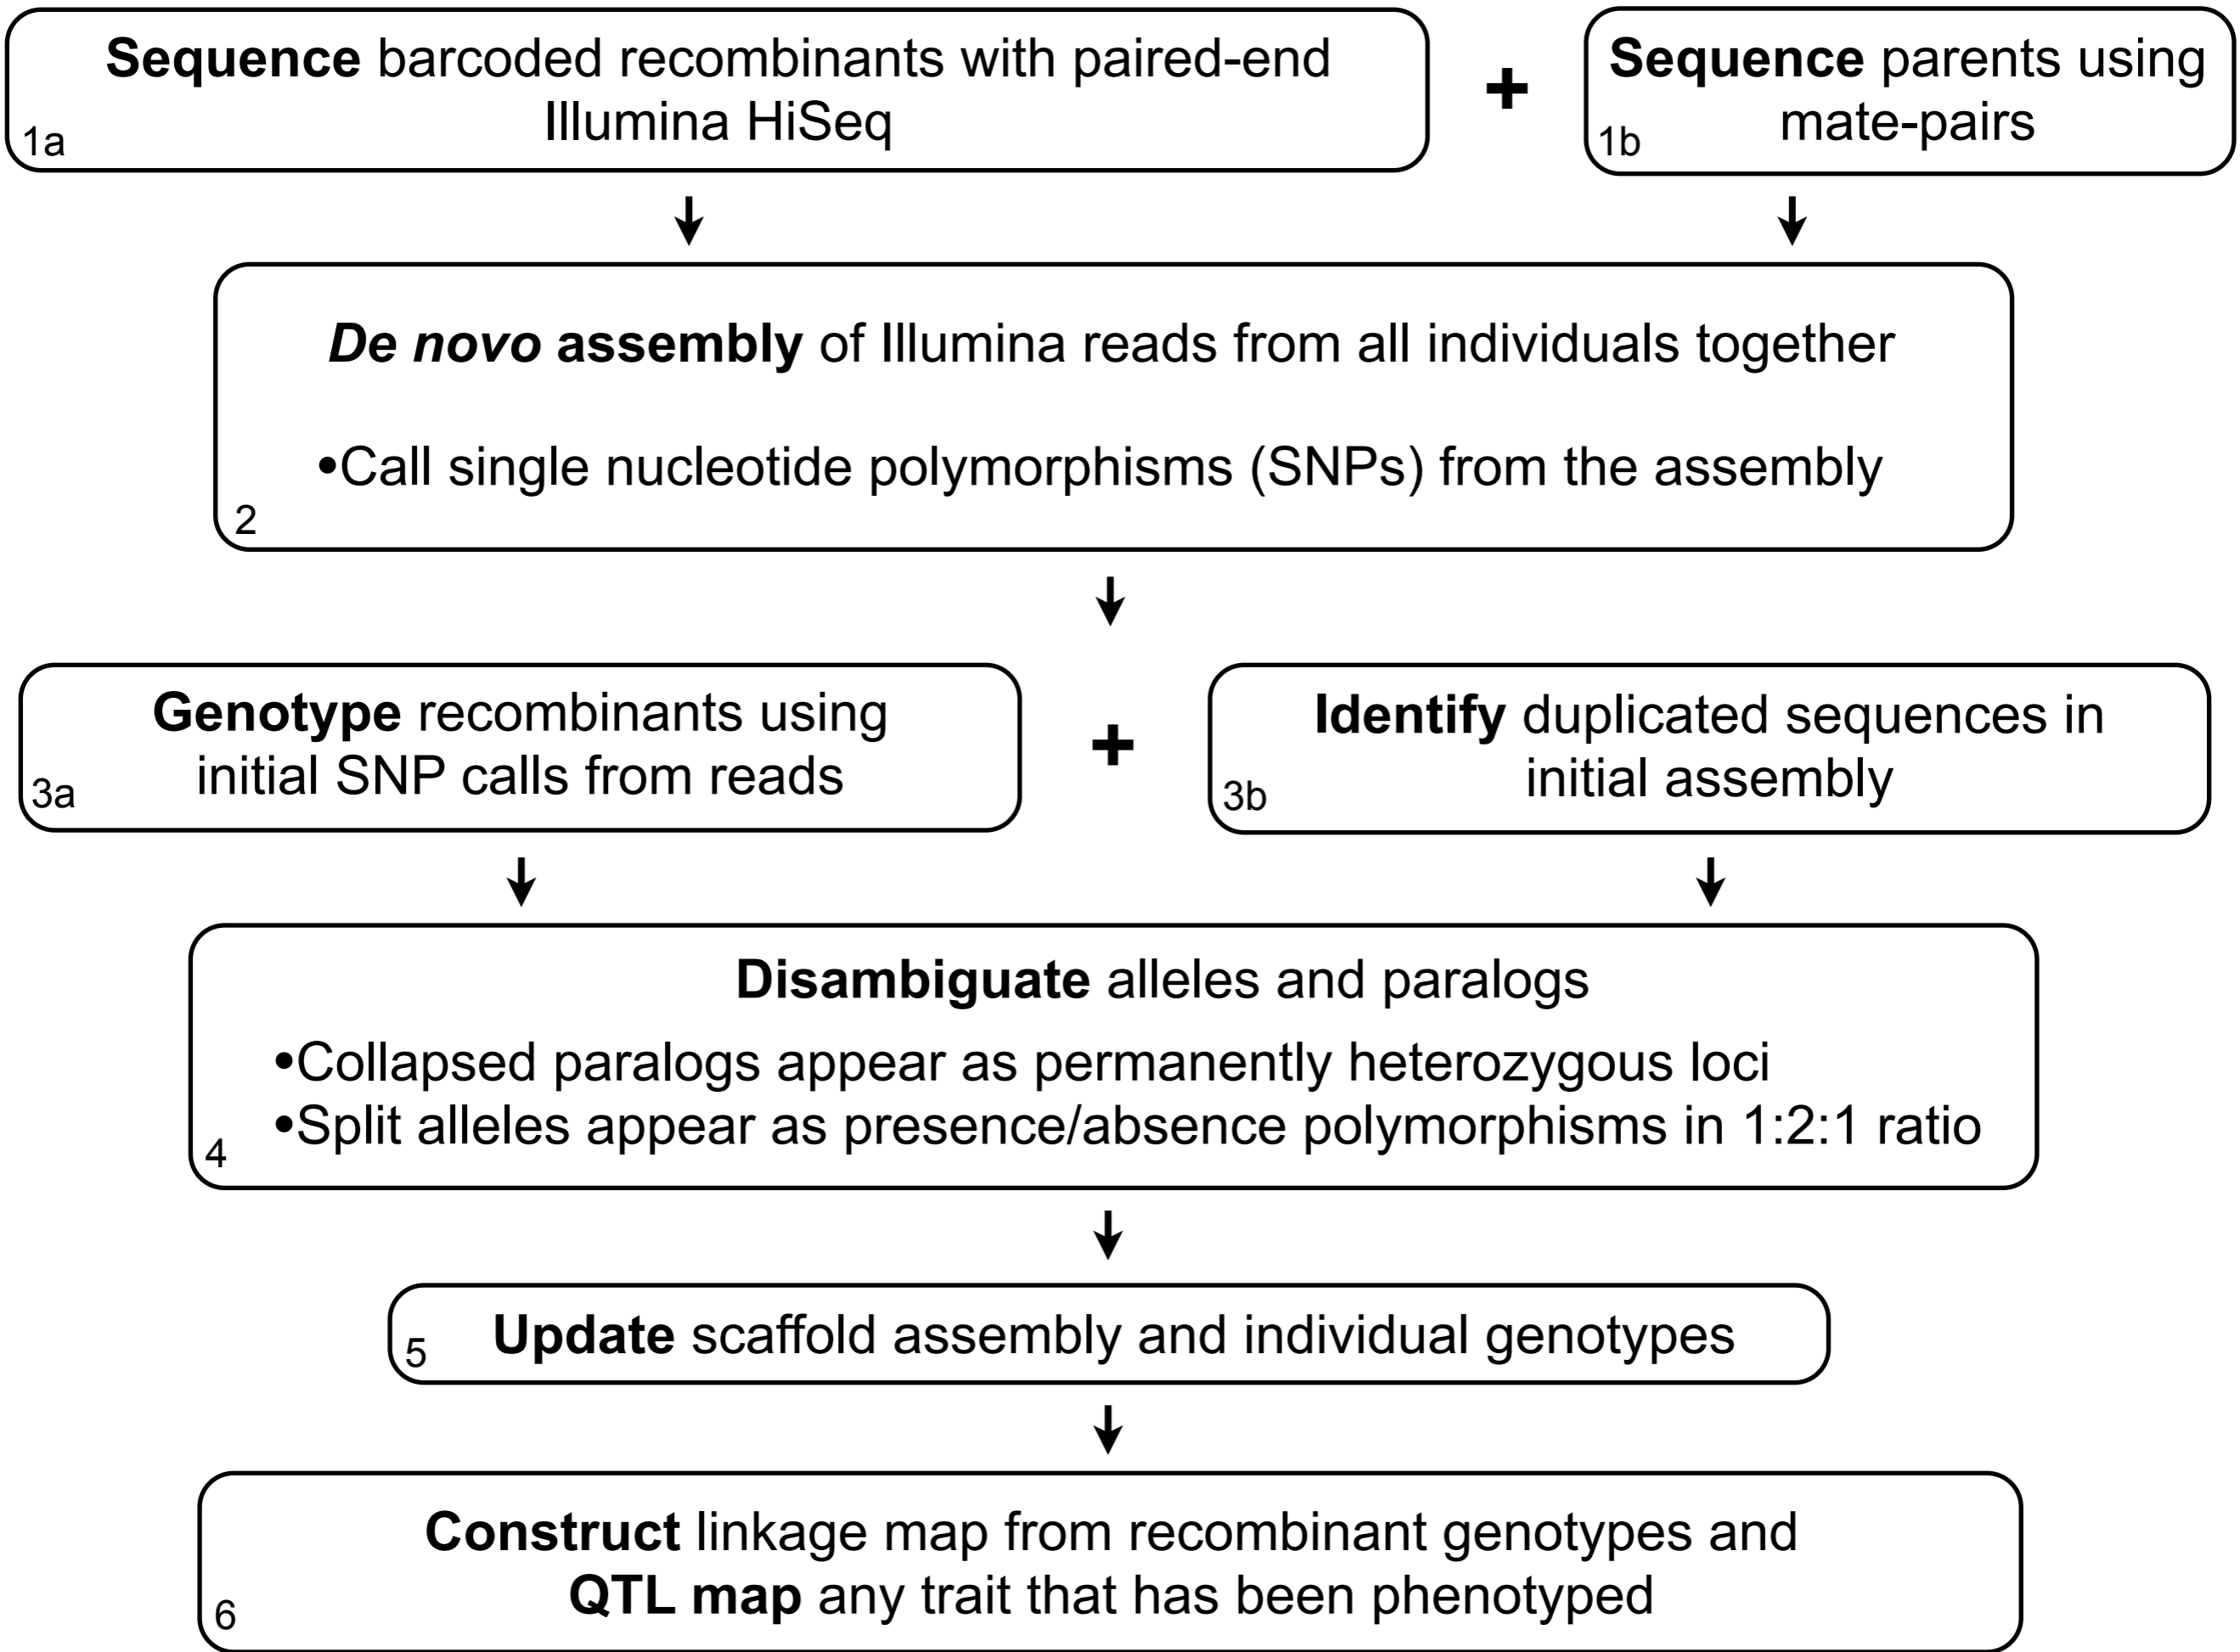 Sequence barcoded recombinants with paired-end
Illumina HiSeq
1a
+
Sequence parents using
mate-pairs
1b
De novo assembly of Illumina reads from all individuals together
•Call single nucleotide polymorphisms (SNPs) from the assembly
2
Genotype recombinants using
initial SNP calls from reads
3a
+
Identify duplicated sequences in
initial assembly
3b
Disambiguate alleles and paralogs
•Collapsed paralogs appear as permanently heterozygous loci
•Split alleles appear as presence/absence polymorphisms in 1:2:1 ratio
4
5
Update scaffold assembly and individual genotypes
Construct linkage map from recombinant genotypes and
QTL map any trait that has been phenotyped
6